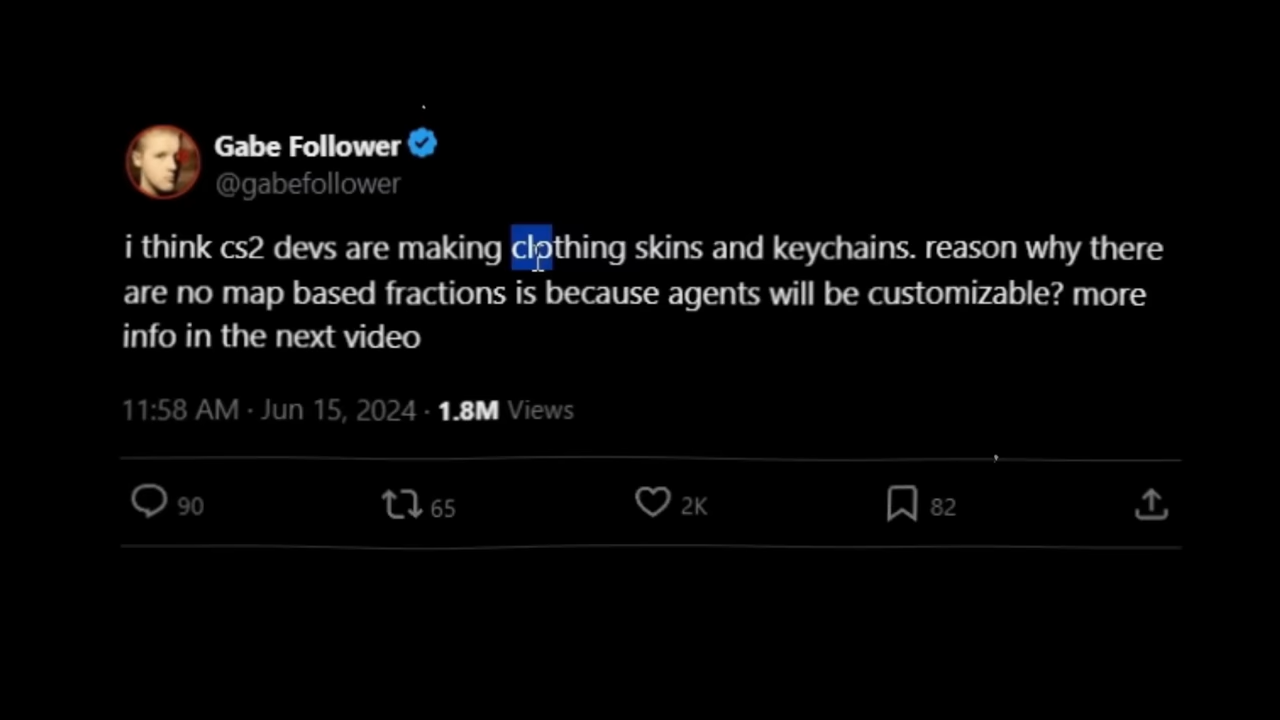 Gabe Follower
@gabefollower
i think cs2 devs are making clothing skins and keychains. reason why there
are no map based fractions is because agents will be customizable? more
info in the next video
11:58 AM · Jun 15, 2024 · 1.8M Views
90 65 2K 82